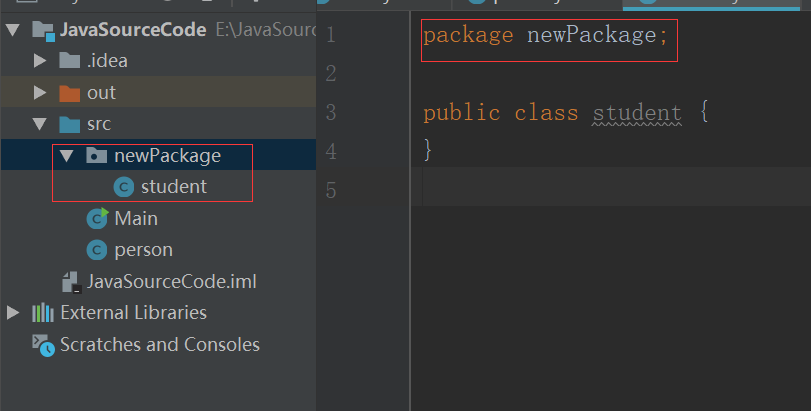 JavaSourceCode E:\JavaSourc
.idea
out
src
newPackage
student
Main
person
JavaSourceCode.iml
External Libraries
Scratches and Consoles
1 package newPackage;
2
3 public class student {
4 }
5